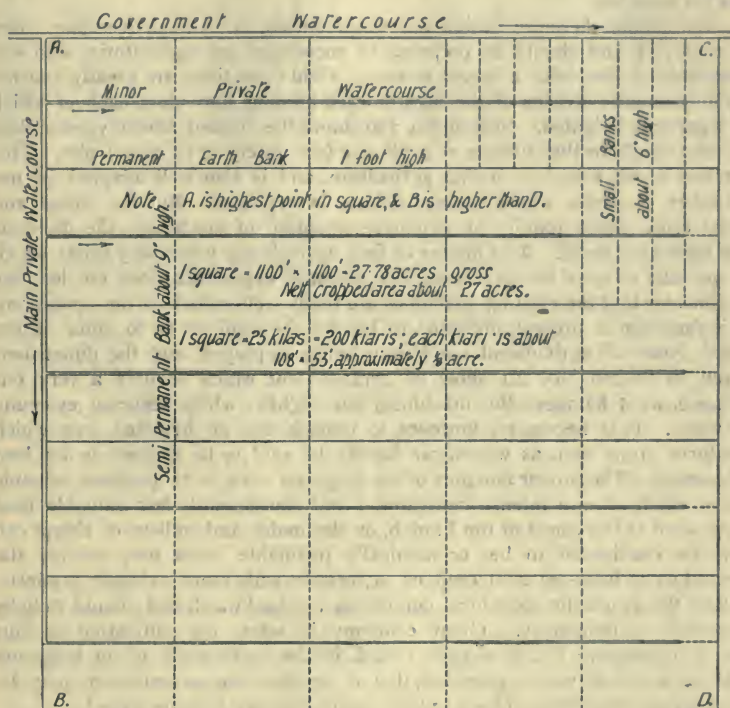 Government Watercourse
A.
C.
Minor Private Watercourse
Permanent Earth Bank 1 foot high
Small Banks
about 6" high
Note, A. is highest point in square, & B is higher than D.
Main Private Watercourse
Semi Permanent Bank about 9" high
1 square = 1100' × 1100' = 27·78 acres gross
Nett cropped area about 27 acres.
1 square = 25 kilas = 200 kiaris; each kiari is about
108' × 53', approximately ⅛ acre.
B.
D.